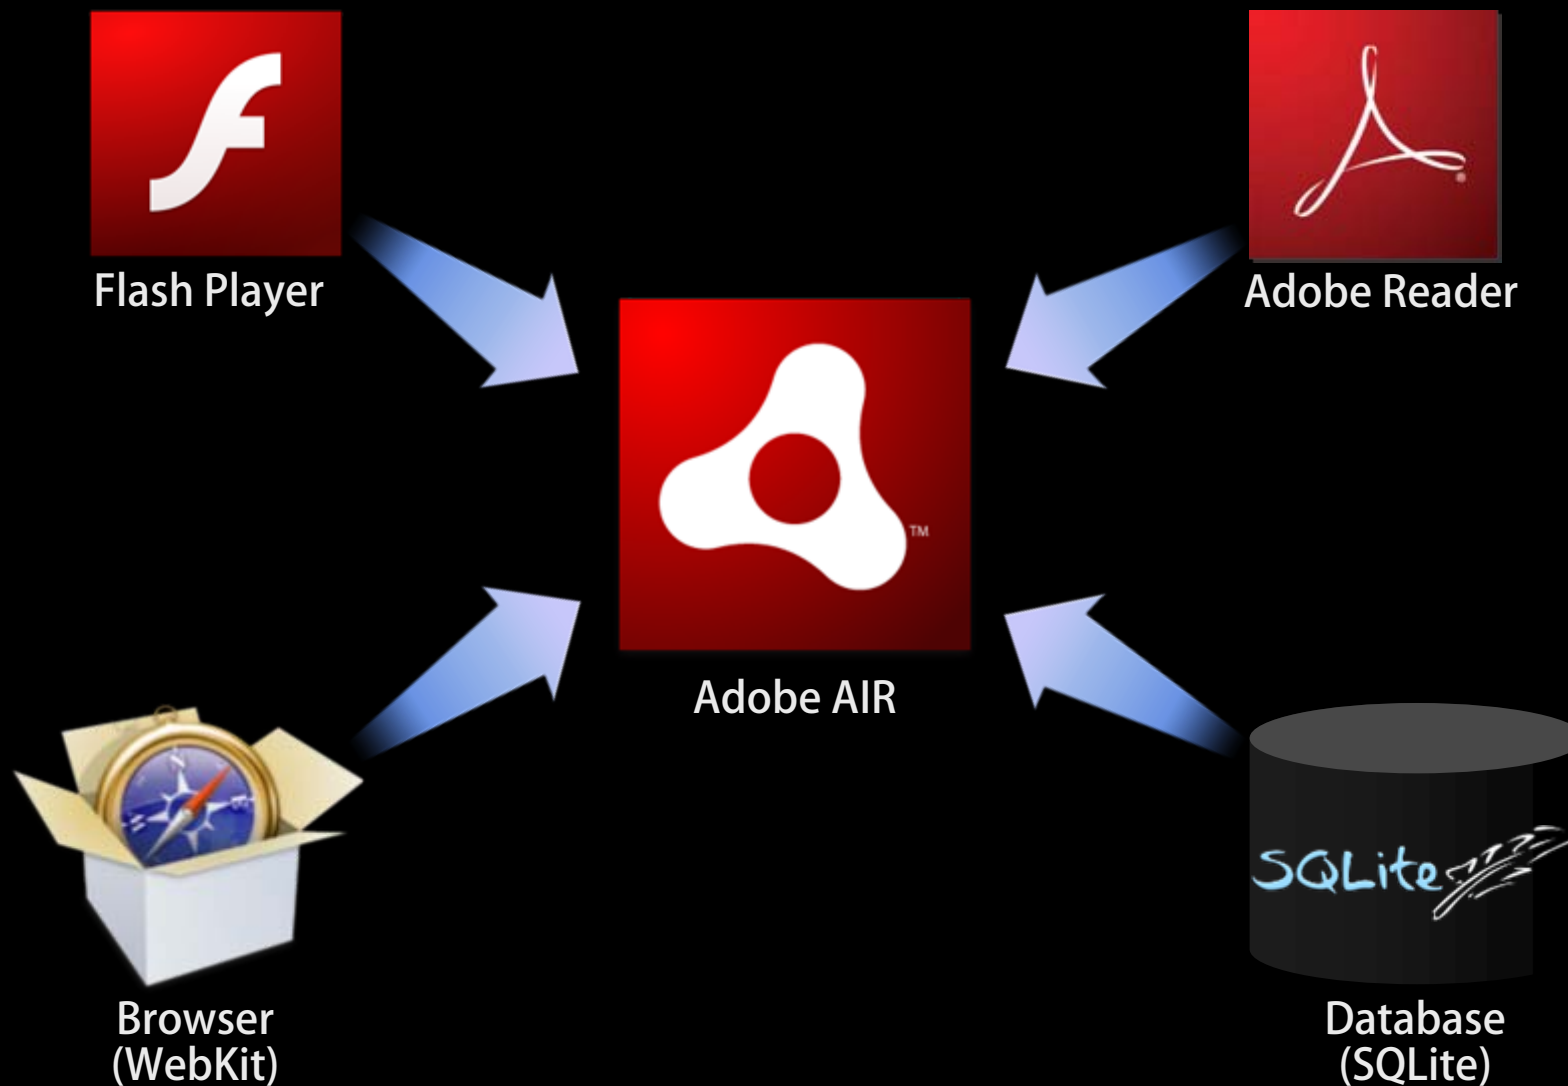 Flash Player
Adobe Reader
®
TM
Adobe AIR
N
SQLite
Browser
(WebKit)
Database
(SQLite)